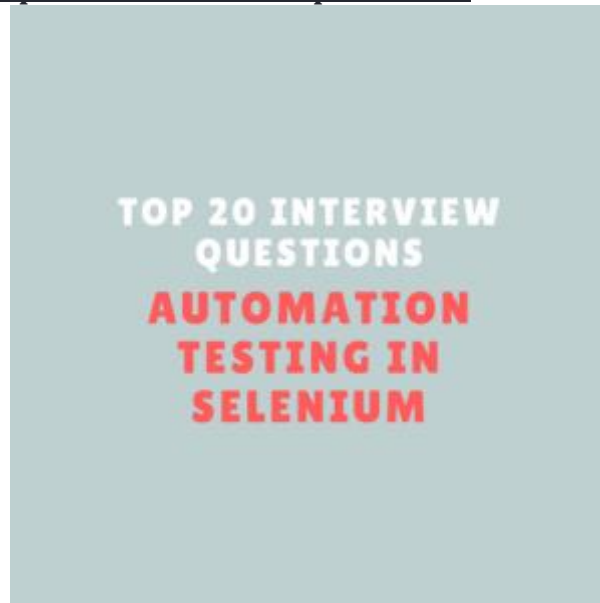 TOP 20 INTERVIEW
QUESTIONS
AUTOMATION
TESTING IN
SELENIUM